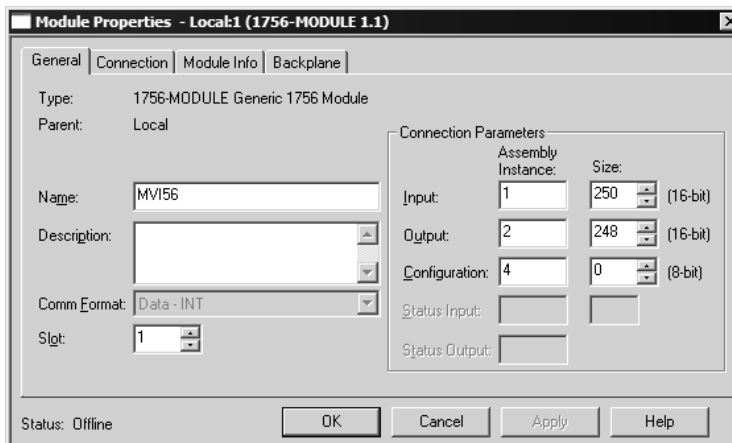 Module Properties - Local:1 (1756-MODULE 1.1)
General
Connection
Module Info
Backplane
Type: 1756-MODULE Generic 1756 Module
Parent: Local
Name: MVI56
Description:
Comm Format: Data - INT
Slot: 1
Connection Parameters
Assembly Instance:
Size:
Input: 1 250 (16-bit)
Output: 2 248 (16-bit)
Configuration: 4 0 (8-bit)
Status Input:
Status Output:
Status: Offline
OK
Cancel
Apply
Help